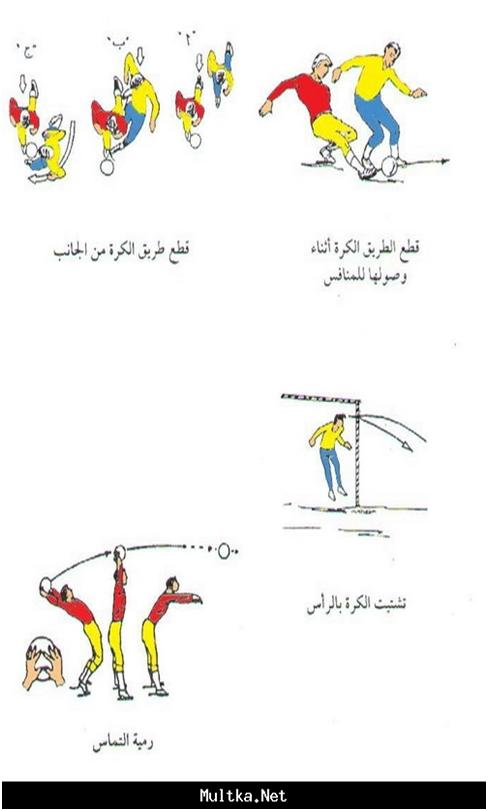 "أ"
"ب"
"ج"
قطع الطريق الكرة أثناء
وصولها للمنافس
قطع طريق الكرة من الجانب
تشتيت الكرة بالرأس
رمية التماس
Multka.Net